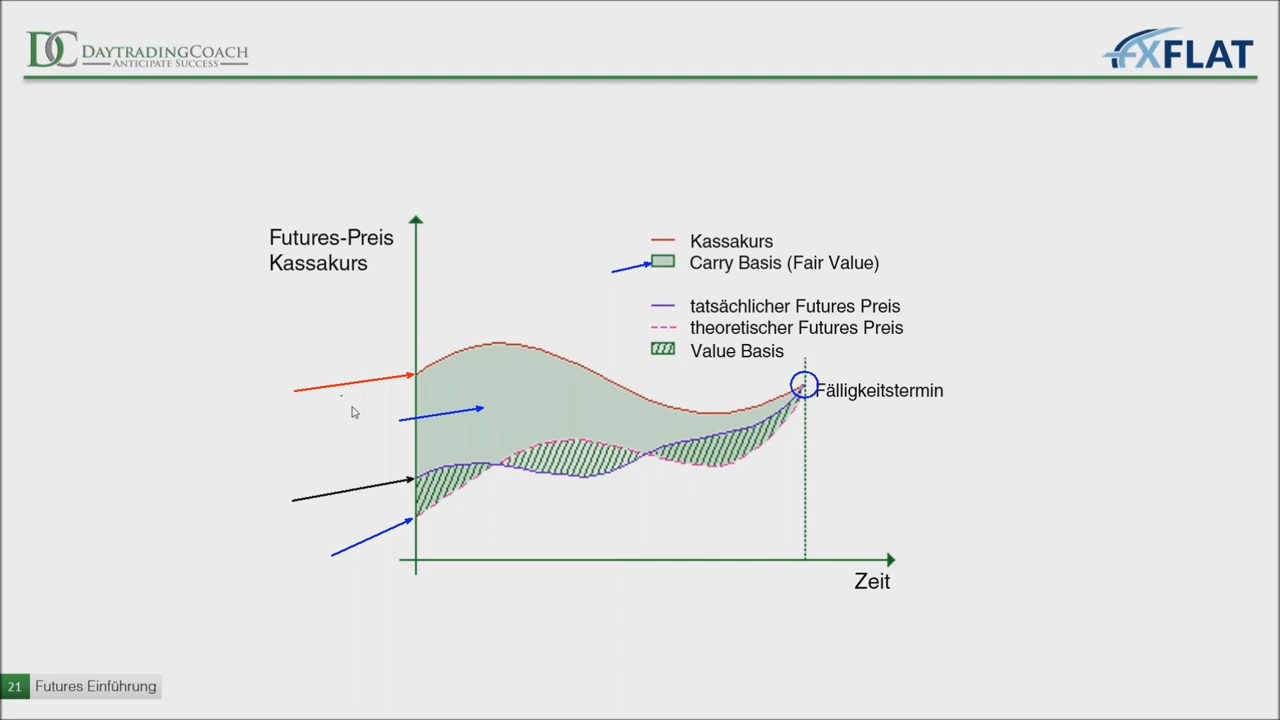 DC DAYTRADINGCOACH
ANTICIPATE SUCCESS
FXFLAT
Futures-Preis
Kassakurs
Kassakurs
Carry Basis (Fair Value)
tatsächlicher Futures Preis
theoretischer Futures Preis
Value Basis
Fälligkeitstermin
Zeit
21 Futures Einführung